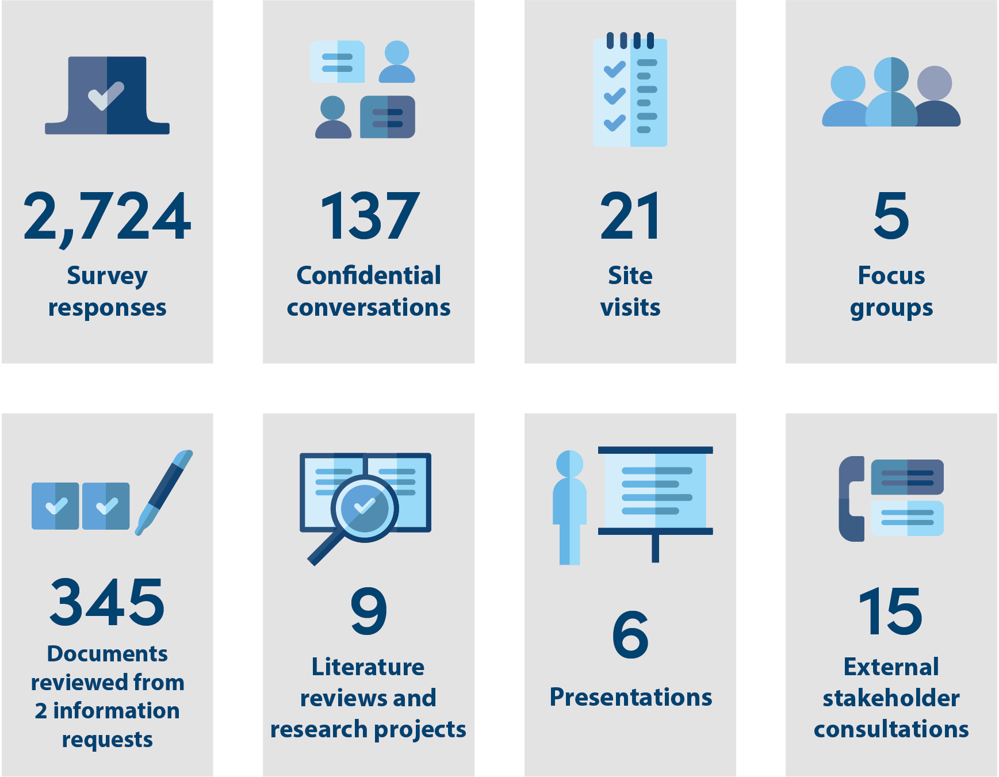 2,724
Survey
responses
137
Confidential
conversations
21
Site
visits
5
Focus
groups
345
Documents
reviewed from
2 information
requests
9
Literature
reviews and
research projects
6
Presentations
15
External
stakeholder
consultations